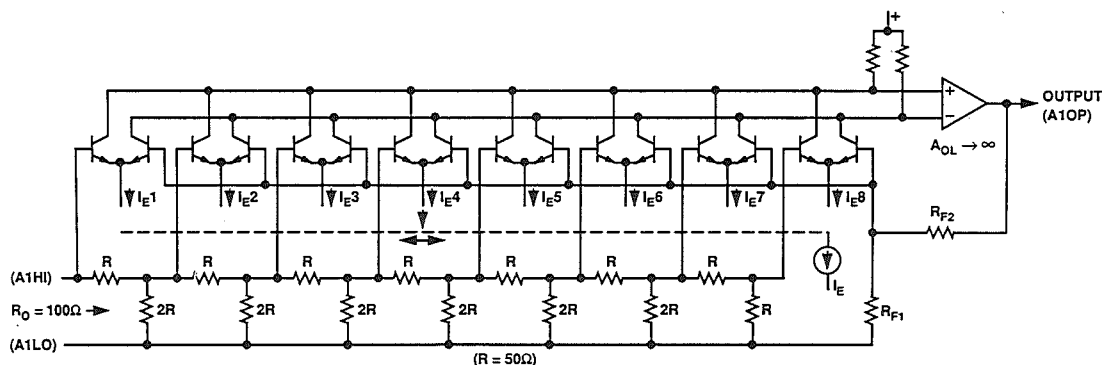 +
+
−
OUTPUT
(A1OP)
A_OL → ∞
I_E1 I_E2 I_E3 I_E4 I_E5 I_E6 I_E7 I_E8
R_F2
(A1HI) R R R R R R R
I_E
R_O = 100Ω 2R 2R 2R 2R 2R 2R R R_F1
(A1LO)
(R = 50Ω)